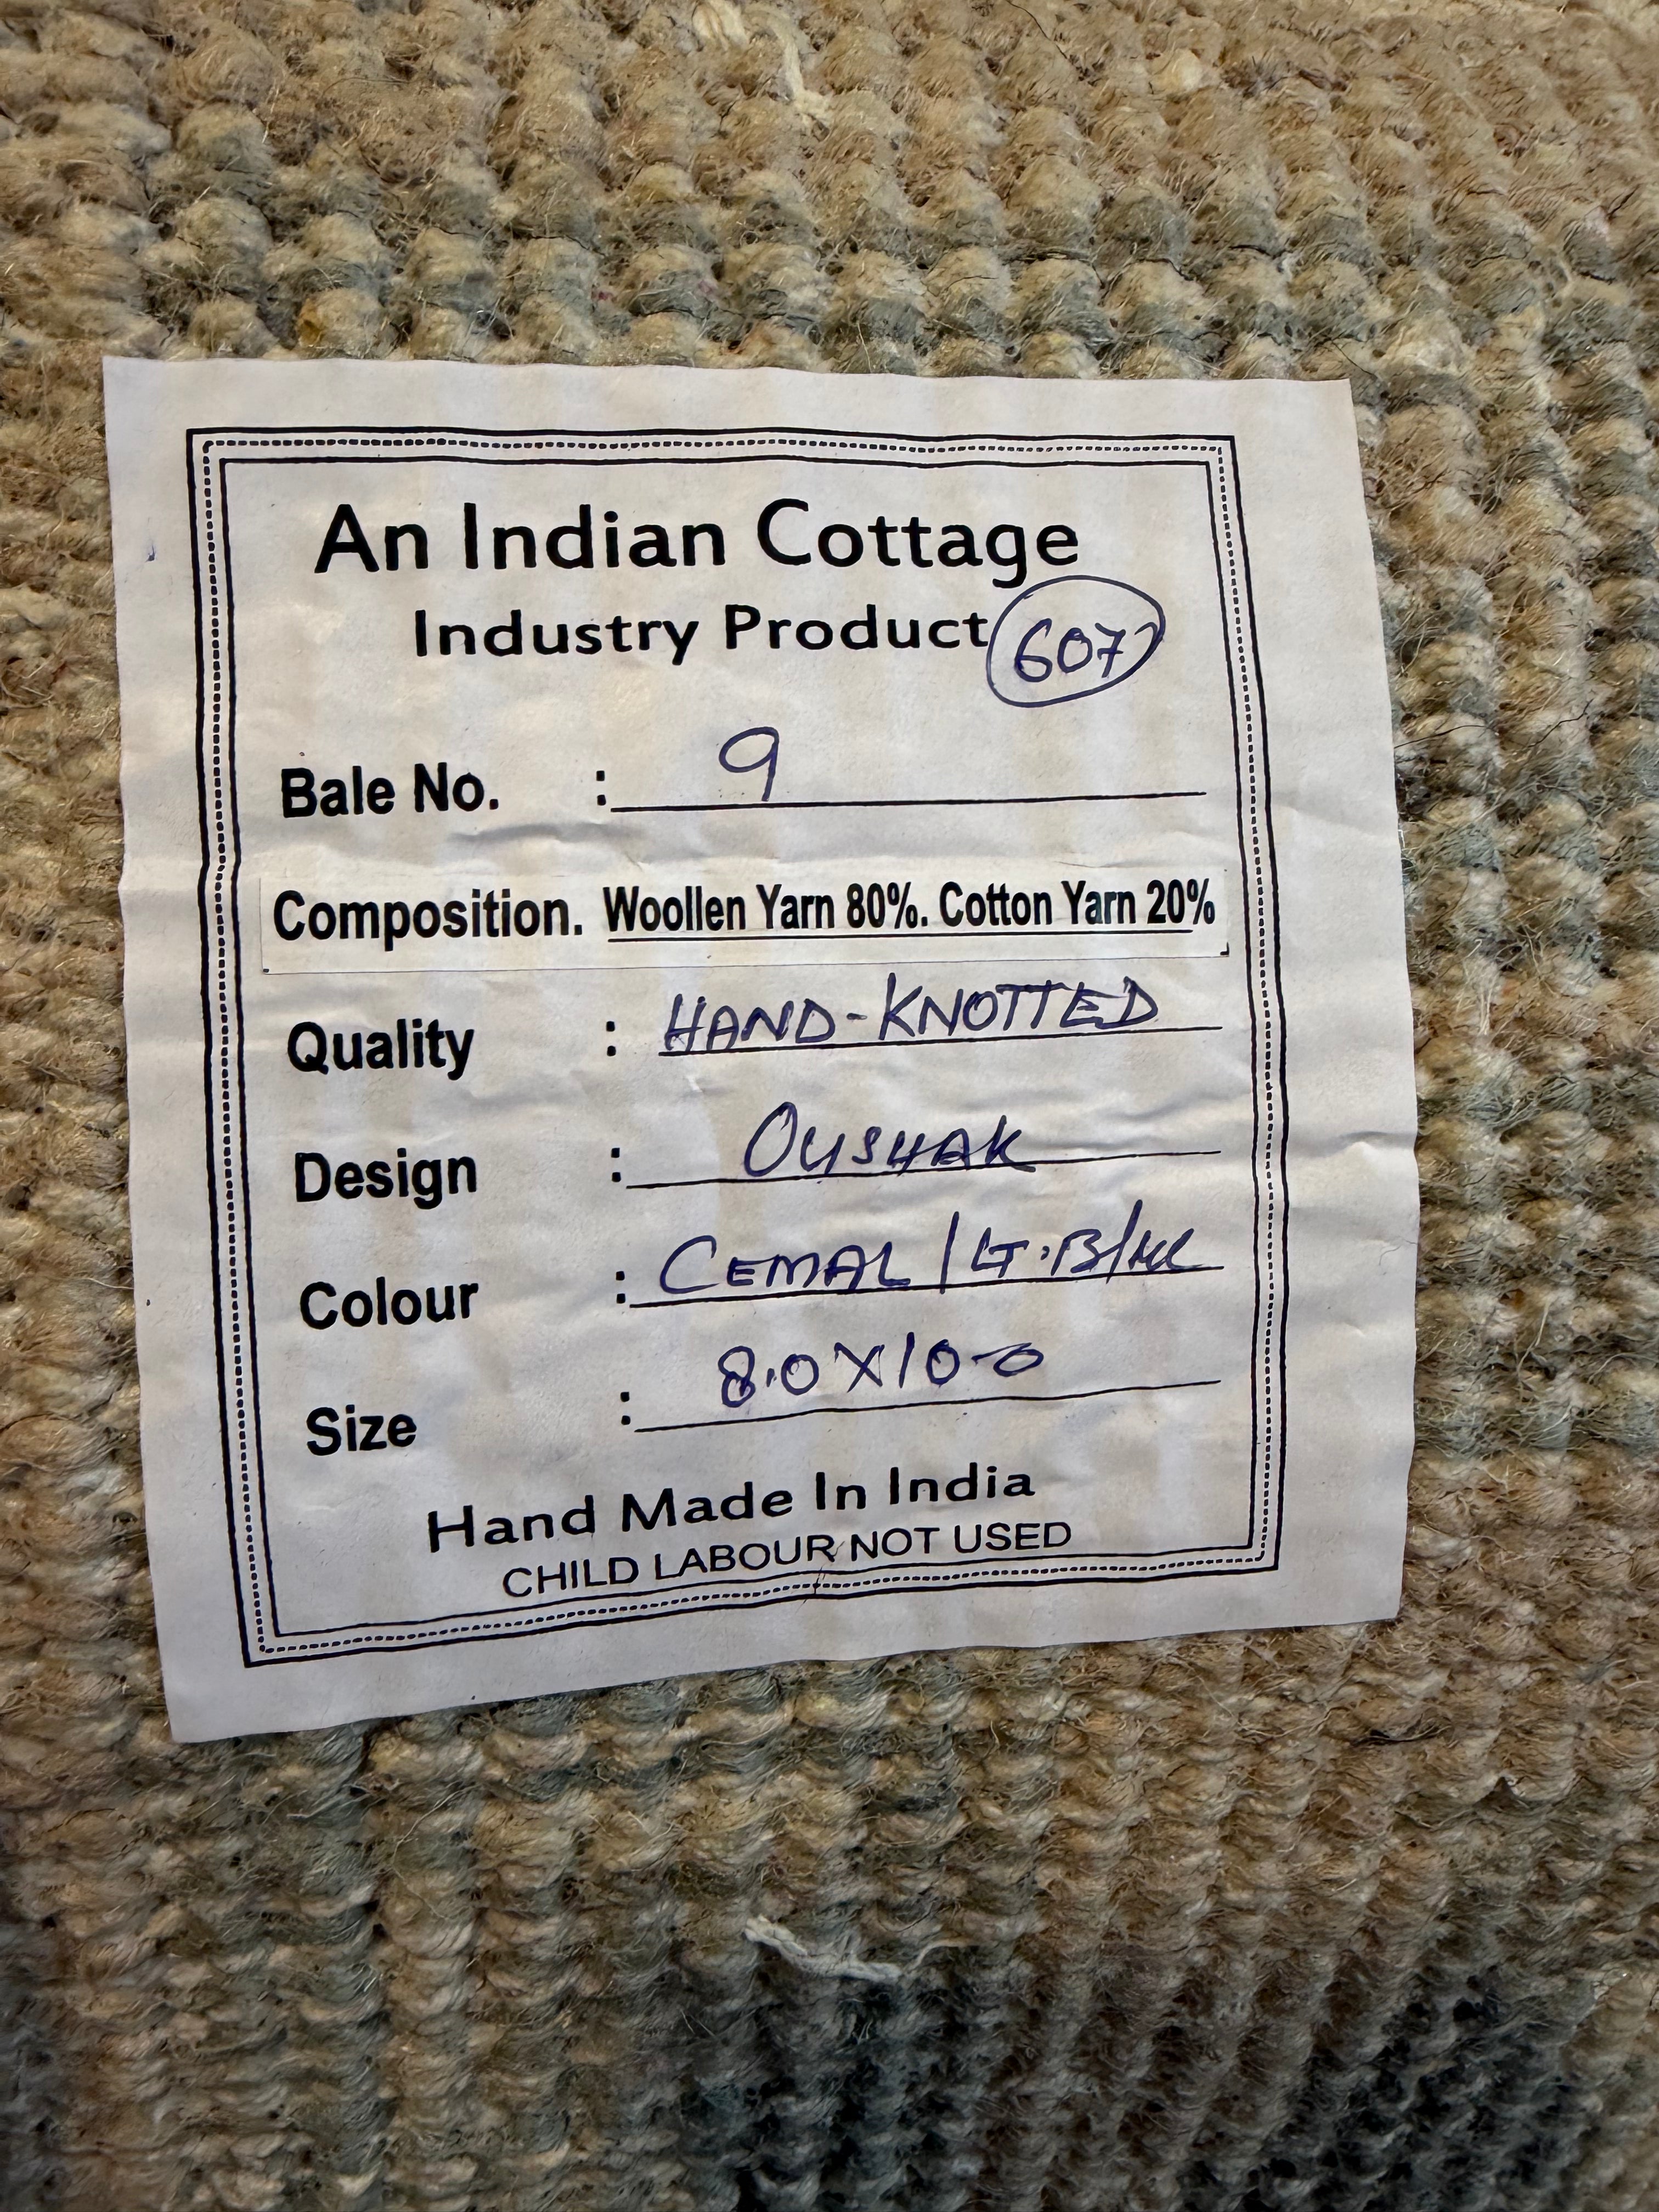 An Indian Cottage
Industry Product 607
Bale No. : 9
Composition. Woollen Yarn 80%. Cotton Yarn 20%
Quality : HAND-KNOTTED
Design : OUSHAK
Colour : CEMAL / LT. Blue
Size : 8.0X10-0
Hand Made In India
CHILD LABOUR NOT USED